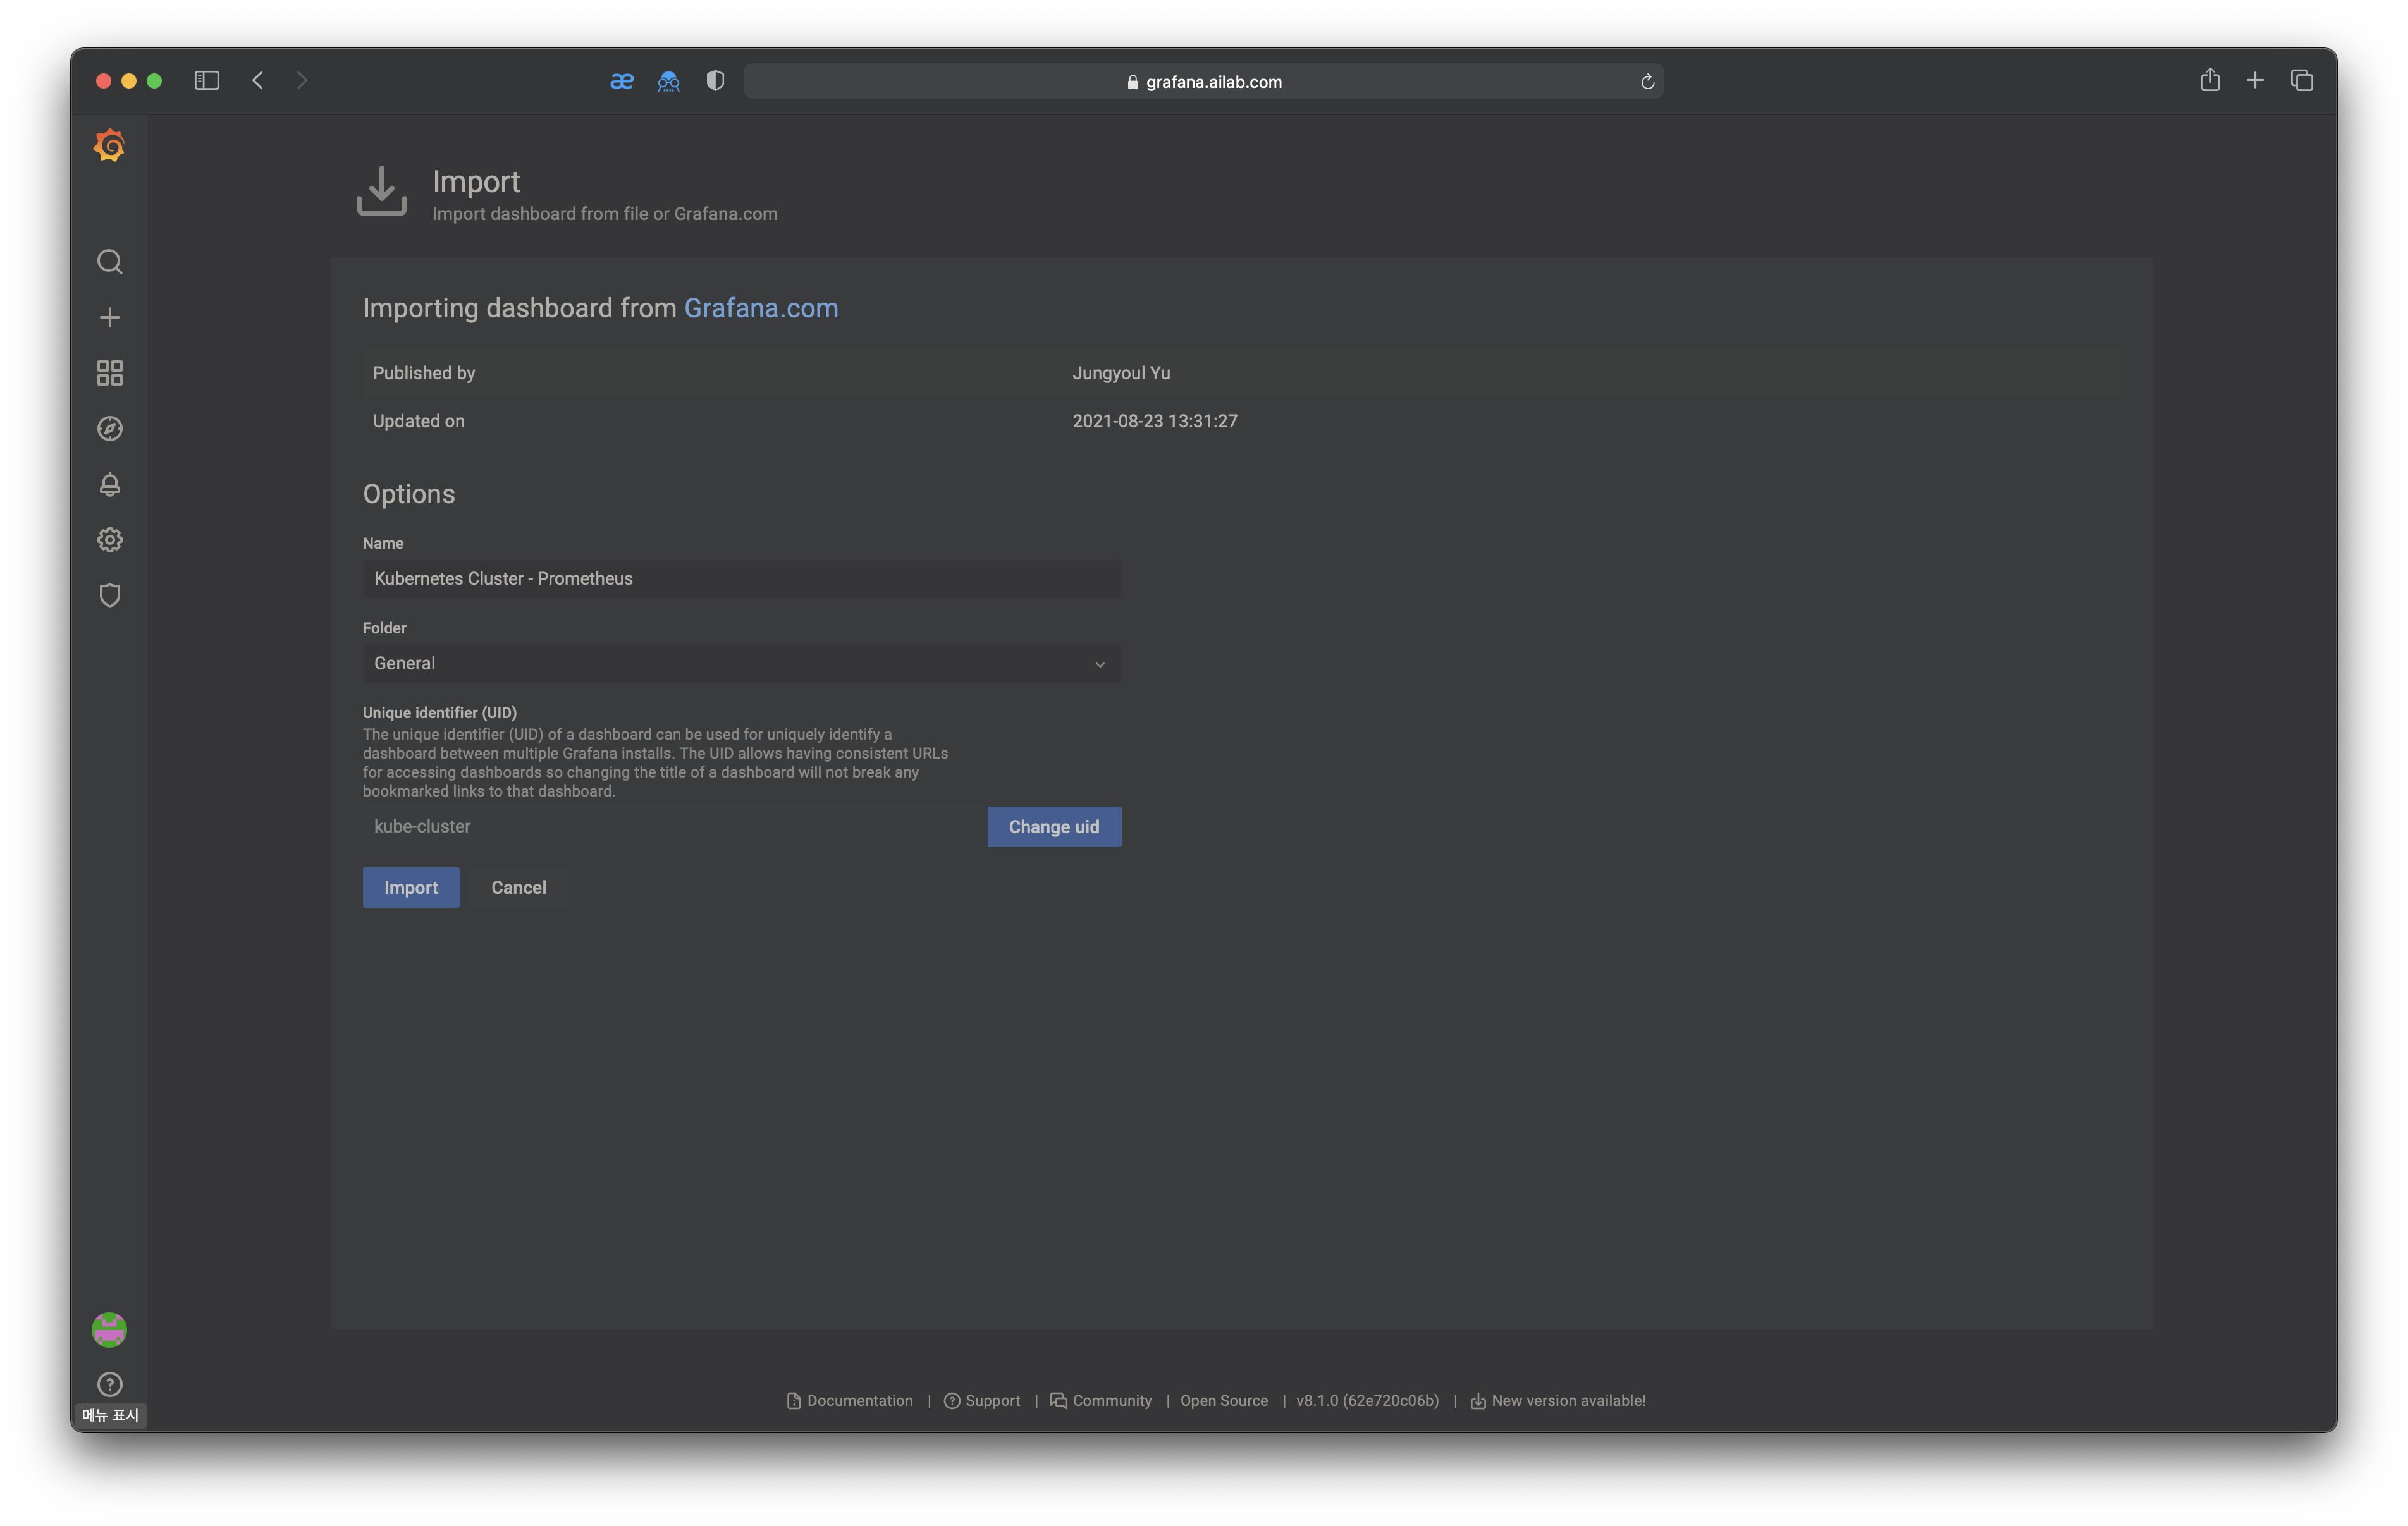 grafana.ailab.com
Import
Import dashboard from file or Grafana.com
Importing dashboard from Grafana.com
Published by Jungyoul Yu
Updated on 2021-08-23 13:31:27
Options
Name
Kubernetes Cluster - Prometheus
Folder
General
Unique identifier (UID)
The unique identifier (UID) of a dashboard can be used for uniquely identify a
dashboard between multiple Grafana installs. The UID allows having consistent URLs
for accessing dashboards so changing the title of a dashboard will not break any
bookmarked links to that dashboard.
kube-cluster Change uid
Import Cancel
메뉴 표시
Documentation | Support | Community | Open Source | v8.1.0 (62e720c06b) | New version available!